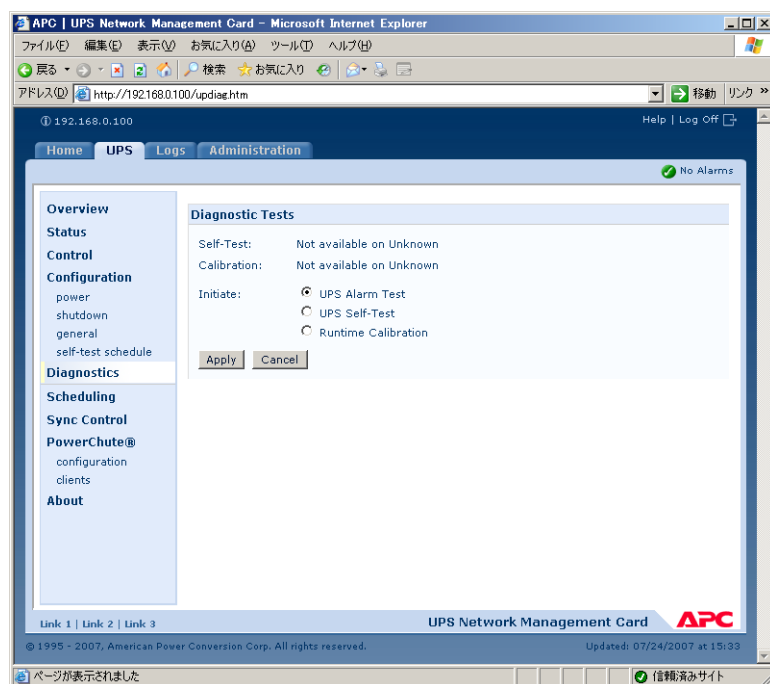 APC | UPS Network Management Card - Microsoft Internet Explorer
ファイル(F) 編集(E) 表示(V) お気に入り(A) ツール(T) ヘルプ(H)
戻る 検索 お気に入り
アドレス(D) http://192.168.0.100/updiag.htm 移動 リンク »
192.168.0.100 Help | Log Off
Home UPS Logs Administration
No Alarms
Overview
Status
Control
Configuration
power
shutdown
general
self-test schedule
Diagnostics
Scheduling
Sync Control
PowerChute®
configuration
clients
About
Diagnostic Tests
Self-Test: Not available on Unknown
Calibration: Not available on Unknown
Initiate: UPS Alarm Test
UPS Self-Test
Runtime Calibration
Apply Cancel
Link 1 | Link 2 | Link 3
UPS Network Management Card APC
© 1995 - 2007, American Power Conversion Corp. All rights reserved. Updated: 07/24/2007 at 15:33
ページが表示されました 信頼済みサイト